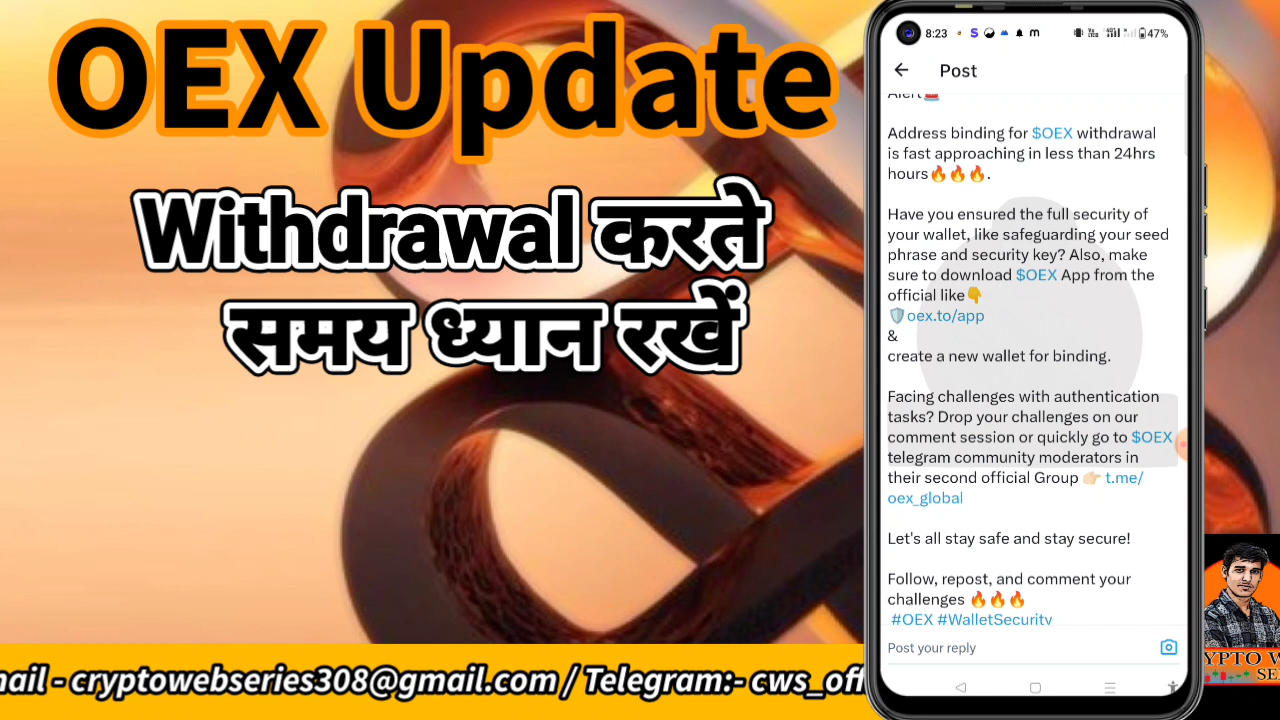 OEX Update
Withdrawal करते
समय ध्यान रखें
8:23
47%
Post
Alert🚨
Address binding for $OEX withdrawal
is fast approaching in less than 24hrs
hours🔥🔥🔥.
Have you ensured the full security of
your wallet, like safeguarding your seed
phrase and security key? Also, make
sure to download $OEX App from the
official like👇
🛡️oex.to/app
&
create a new wallet for binding.
Facing challenges with authentication
tasks? Drop your challenges on our
comment session or quickly go to $OEX
telegram community moderators in
their second official Group 👉🏻 t.me/
oex_global
Let's all stay safe and stay secure!
Follow, repost, and comment your
challenges 🔥🔥🔥
#OEX #WalletSecurity
Post your reply
ail - cryptowebseries308@gmail.com / Telegram:- cws_off
YPTO W
SE